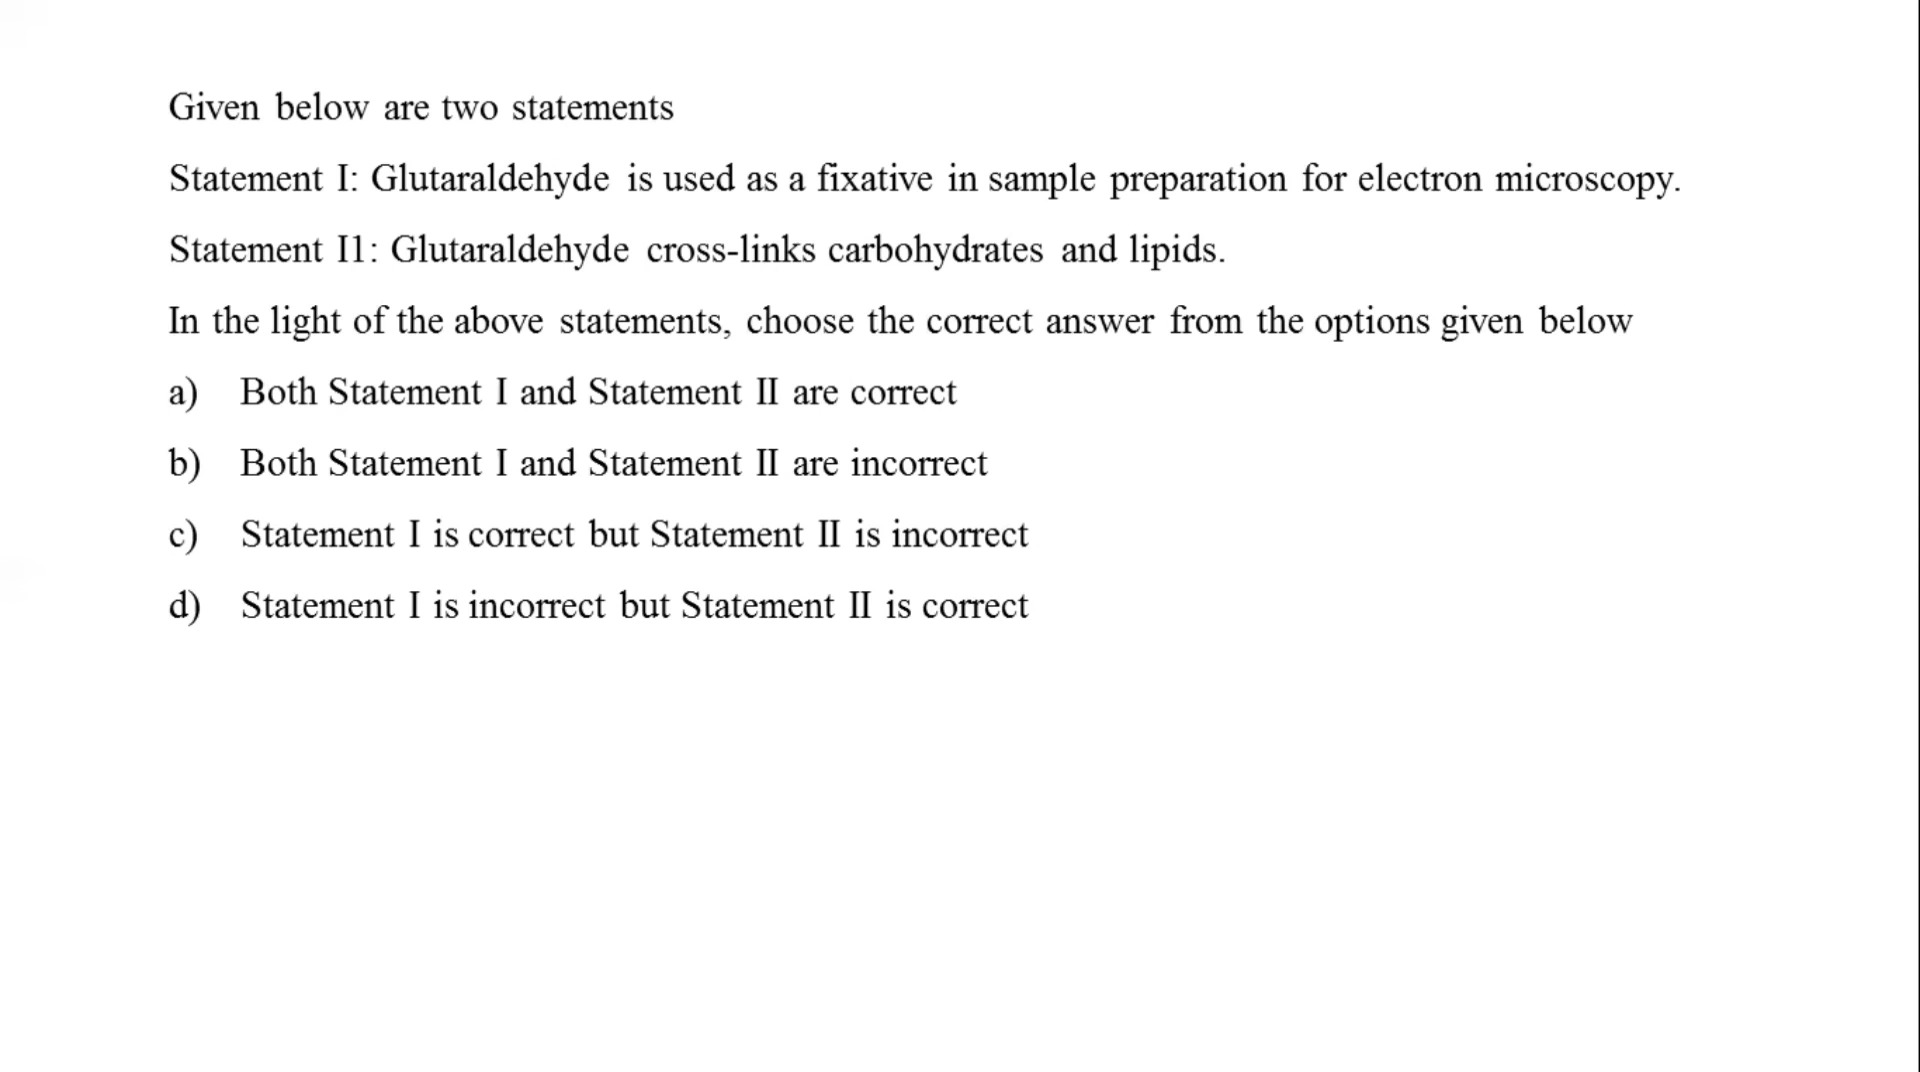 Given below are two statements
Statement I: Glutaraldehyde is used as a fixative in sample preparation for electron microscopy.
Statement I1: Glutaraldehyde cross-links carbohydrates and lipids.
In the light of the above statements, choose the correct answer from the options given below
a) Both Statement I and Statement II are correct
b) Both Statement I and Statement II are incorrect
c) Statement I is correct but Statement II is incorrect
d) Statement I is incorrect but Statement II is correct